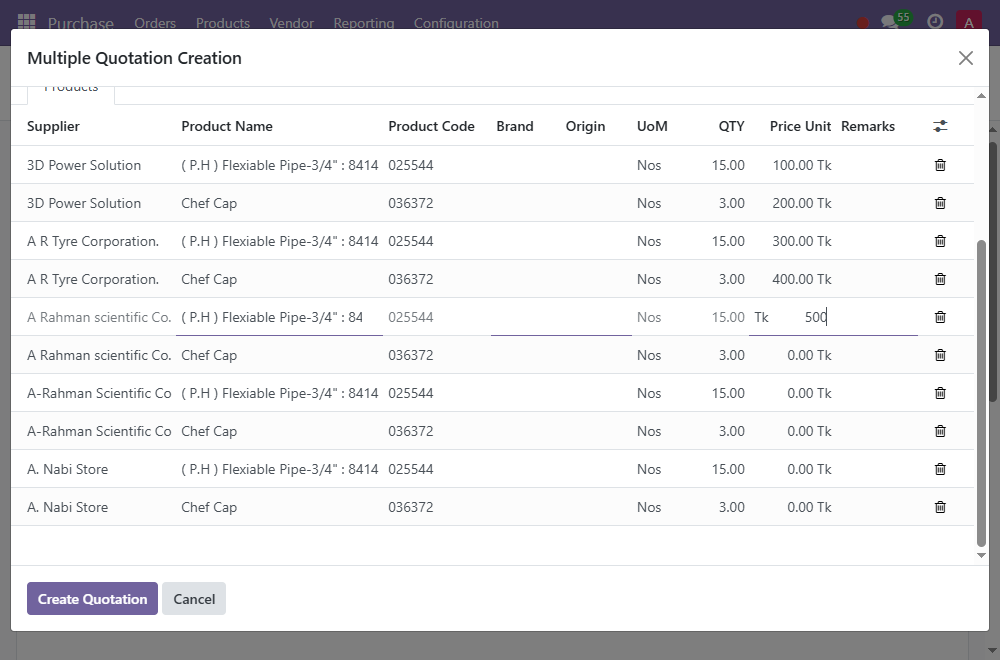 Purchase Orders Products Vendor Reporting Configuration 55 A
Multiple Quotation Creation
Products
Supplier Product Name Product Code Brand Origin UoM QTY Price Unit Remarks
3D Power Solution ( P.H ) Flexiable Pipe-3/4" : 8414 025544 Nos 15.00 100.00 Tk
3D Power Solution Chef Cap 036372 Nos 3.00 200.00 Tk
A R Tyre Corporation. ( P.H ) Flexiable Pipe-3/4" : 8414 025544 Nos 15.00 300.00 Tk
A R Tyre Corporation. Chef Cap 036372 Nos 3.00 400.00 Tk
A Rahman scientific Co. ( P.H ) Flexiable Pipe-3/4" : 84 025544 Nos 15.00 Tk 500
A Rahman scientific Co. Chef Cap 036372 Nos 3.00 0.00 Tk
A-Rahman Scientific Co ( P.H ) Flexiable Pipe-3/4" : 8414 025544 Nos 15.00 0.00 Tk
A-Rahman Scientific Co Chef Cap 036372 Nos 3.00 0.00 Tk
A. Nabi Store ( P.H ) Flexiable Pipe-3/4" : 8414 025544 Nos 15.00 0.00 Tk
A. Nabi Store Chef Cap 036372 Nos 3.00 0.00 Tk
Create Quotation Cancel